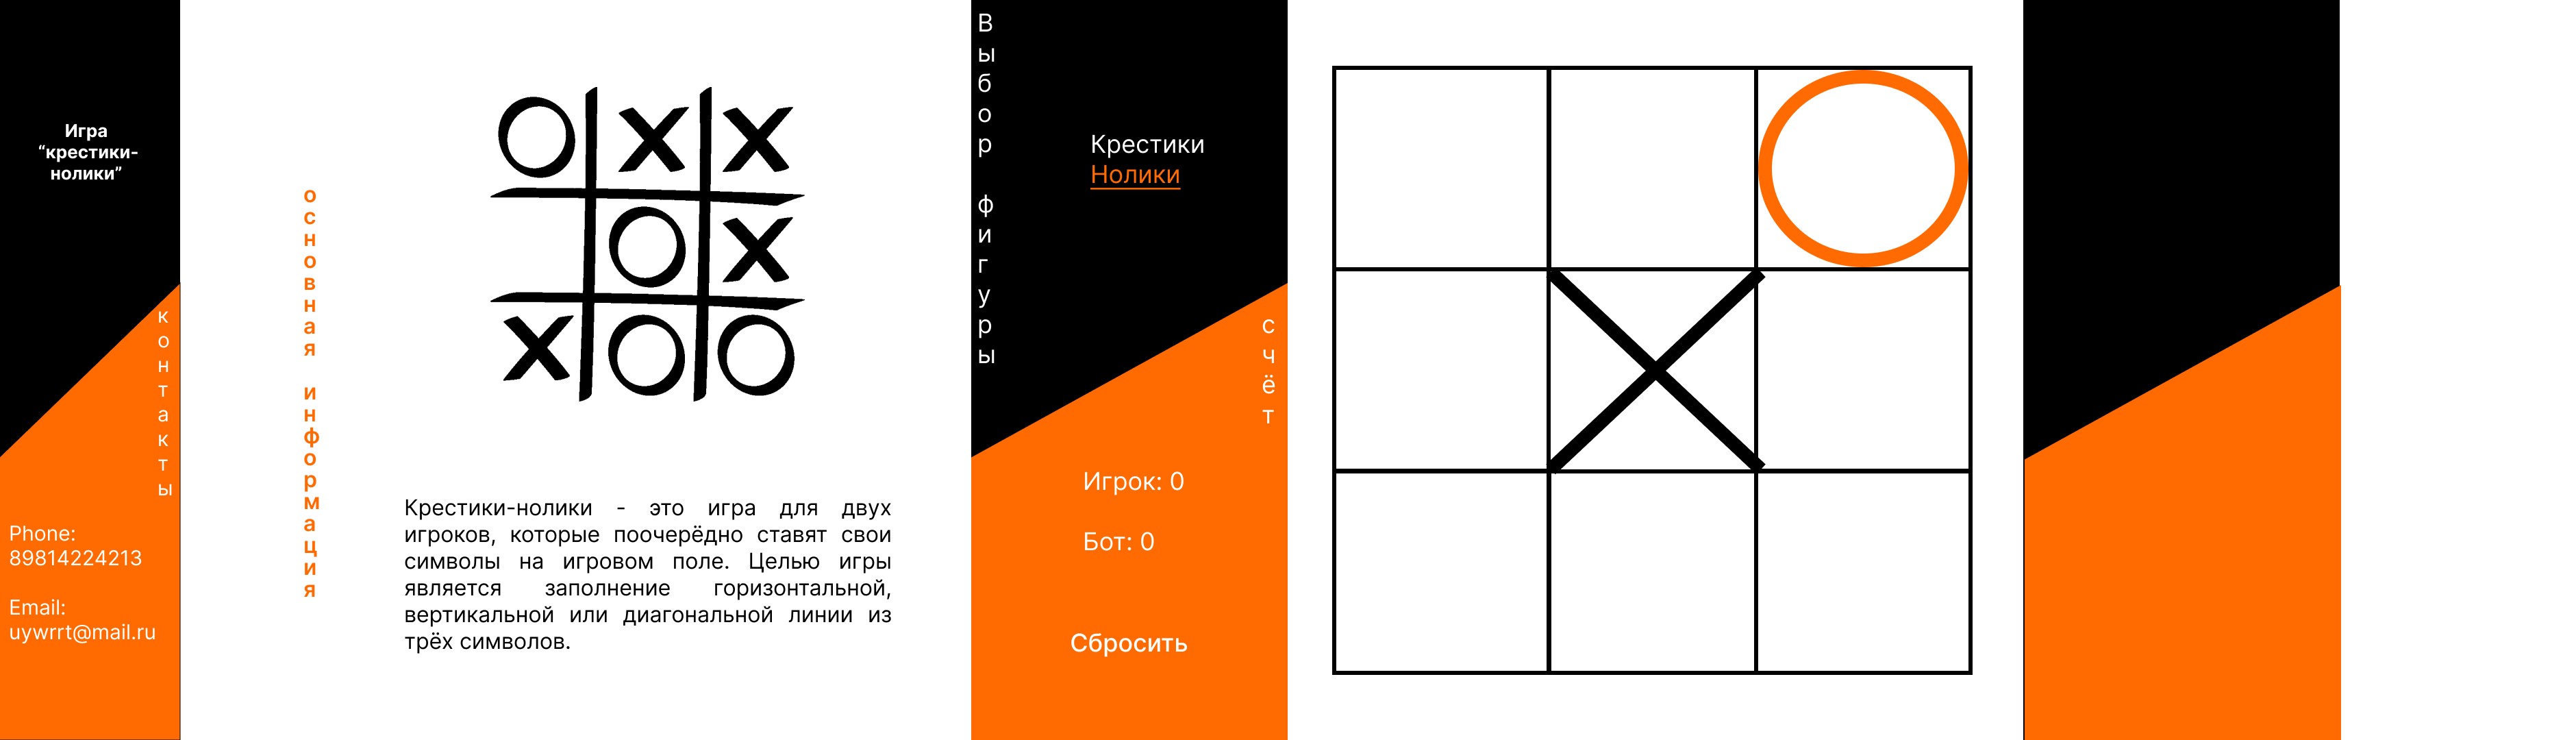 Игра
“крестики-
нолики”
контакты
Phone:
89814224213
Email:
uywrrt@mail.ru
основная информация
Крестики-нолики - это игра для двух
игроков, которые поочерёдно ставят свои
символы на игровом поле. Целью игры
является заполнение горизонтальной,
вертикальной или диагональной линии из
трёх символов.
Выбор фигуры
Крестики
Нолики
счёт
Игрок: 0
Бот: 0
Сбросить